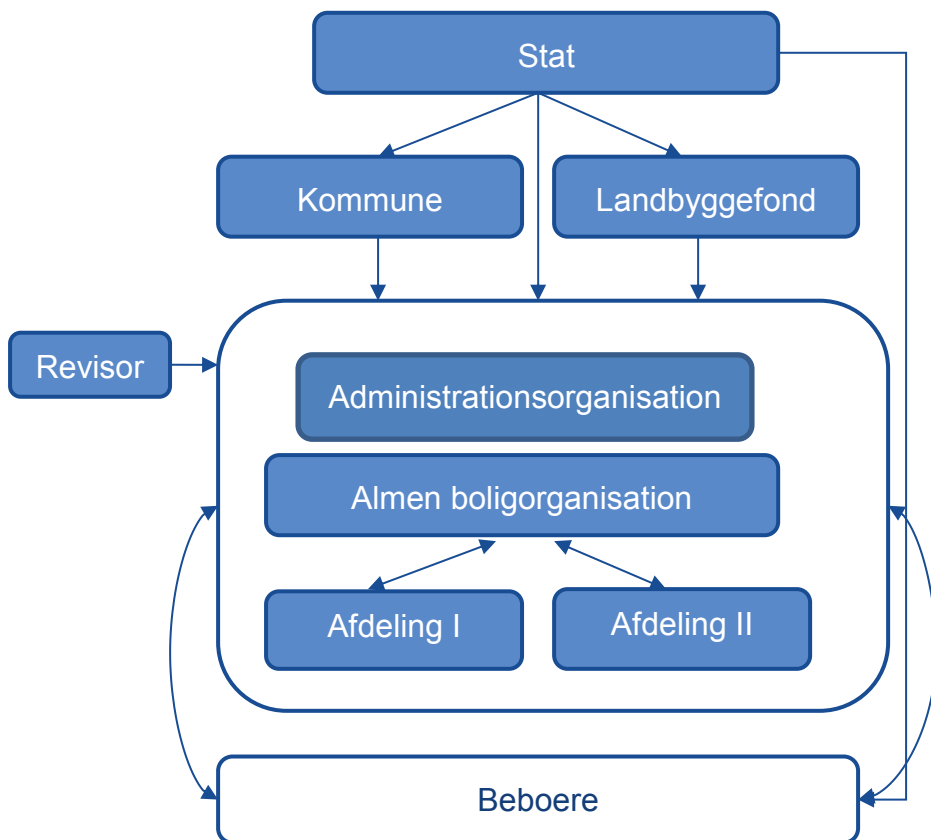 Stat
Kommune
Landbyggefond
Revisor
Administrationsorganisation
Almen boligorganisation
Afdeling I
Afdeling II
Beboere